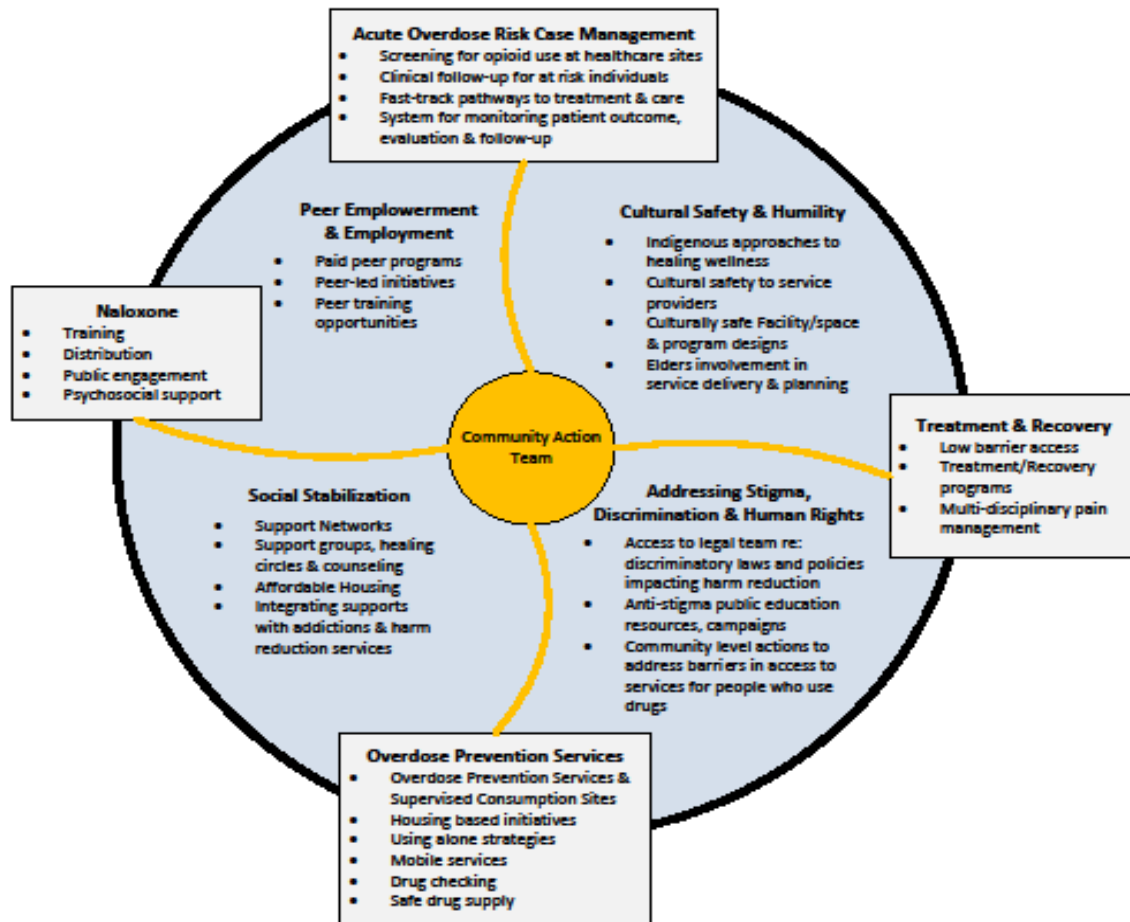 Acute Overdose Risk Case Management
• Screening for opioid use at healthcare sites
• Clinical follow-up for at risk individuals
• Fast-track pathways to treatment & care
• System for monitoring patient outcome,
evaluation & follow-up
Peer Employerment
& Employment
• Paid peer programs
• Peer-led initiatives
• Peer training
opportunities
Cultural Safety & Humility
• Indigenous approaches to
healing wellness
• Cultural safety to service
providers
• Culturally safe Facility/space
& program designs
• Elders involvement in
service delivery & planning
Naloxone
• Training
• Distribution
• Public engagement
• Psychosocial support
Community Action
Team
Treatment & Recovery
• Low barrier access
• Treatment/Recovery
programs
• Multi-disciplinary pain
management
Social Stabilization
• Support Networks
• Support groups, healing
circles & counseling
• Affordable Housing
• Integrating supports
with addictions & harm
reduction services
Addressing Stigma,
Discrimination & Human Rights
• Access to legal team re:
discriminatory laws and policies
impacting harm reduction
• Anti-stigma public education
resources, campaigns
• Community level actions to
address barriers in access to
services for people who use
drugs
Overdose Prevention Services
• Overdose Prevention Services &
Supervised Consumption Sites
• Housing based initiatives
• Using alone strategies
• Mobile services
• Drug checking
• Safe drug supply